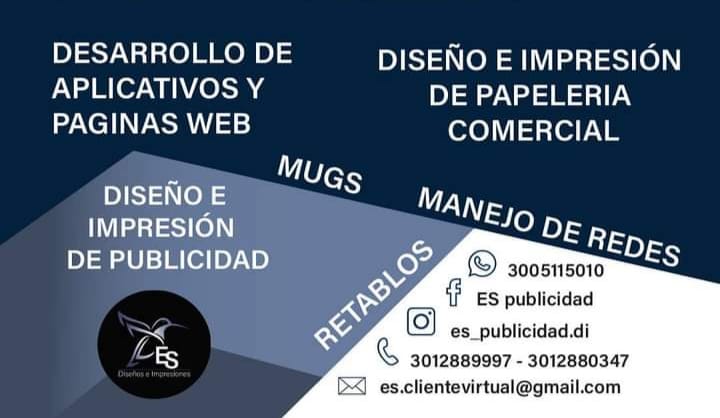 DESARROLLO DE
APLICATIVOS Y
PAGINAS WEB
DISEÑO E IMPRESIÓN
DE PAPELERIA
COMERCIAL
MUGS
MANEJO DE REDES
DISEÑO E
IMPRESIÓN
DE PUBLICIDAD
RETABLOS
ES
Diseños e Impresiones
3005115010
ES publicidad
es_publicidad.di
3012889997 - 3012880347
es.clientevirtual@gmail.com